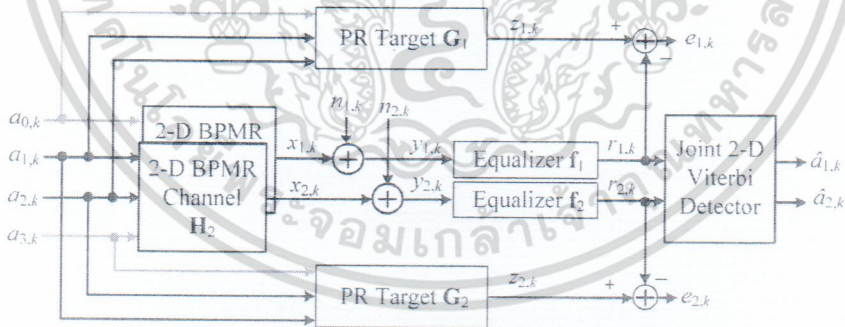 PR Target G₁
z₁,ₖ
+
−
e₁,ₖ
n₁,ₖ
n₂,ₖ
a₀,ₖ
a₁,ₖ
a₂,ₖ
a₃,ₖ
2-D BPMR
2-D BPMR
Channel
H₂
x₁,ₖ
x₂,ₖ
y₁,ₖ
y₂,ₖ
Equalizer f₁
Equalizer f₂
r₁,ₖ
r₂,ₖ
Joint 2-D
Viterbi
Detector
â₁,ₖ
â₂,ₖ
PR Target G₂
z₂,ₖ
+
−
e₂,ₖ